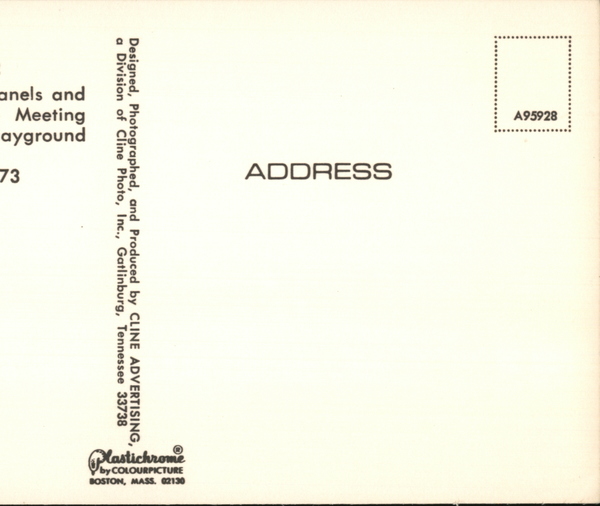 anels and
Meeting
ayground
73
Designed, Photographed, and Produced by CLINE ADVERTISING,
a Division of Cline Photo, Inc., Gatlinburg, Tennessee 33738
Plastichrome®
by COLOURPICTURE
BOSTON, MASS. 02130
ADDRESS
A95928